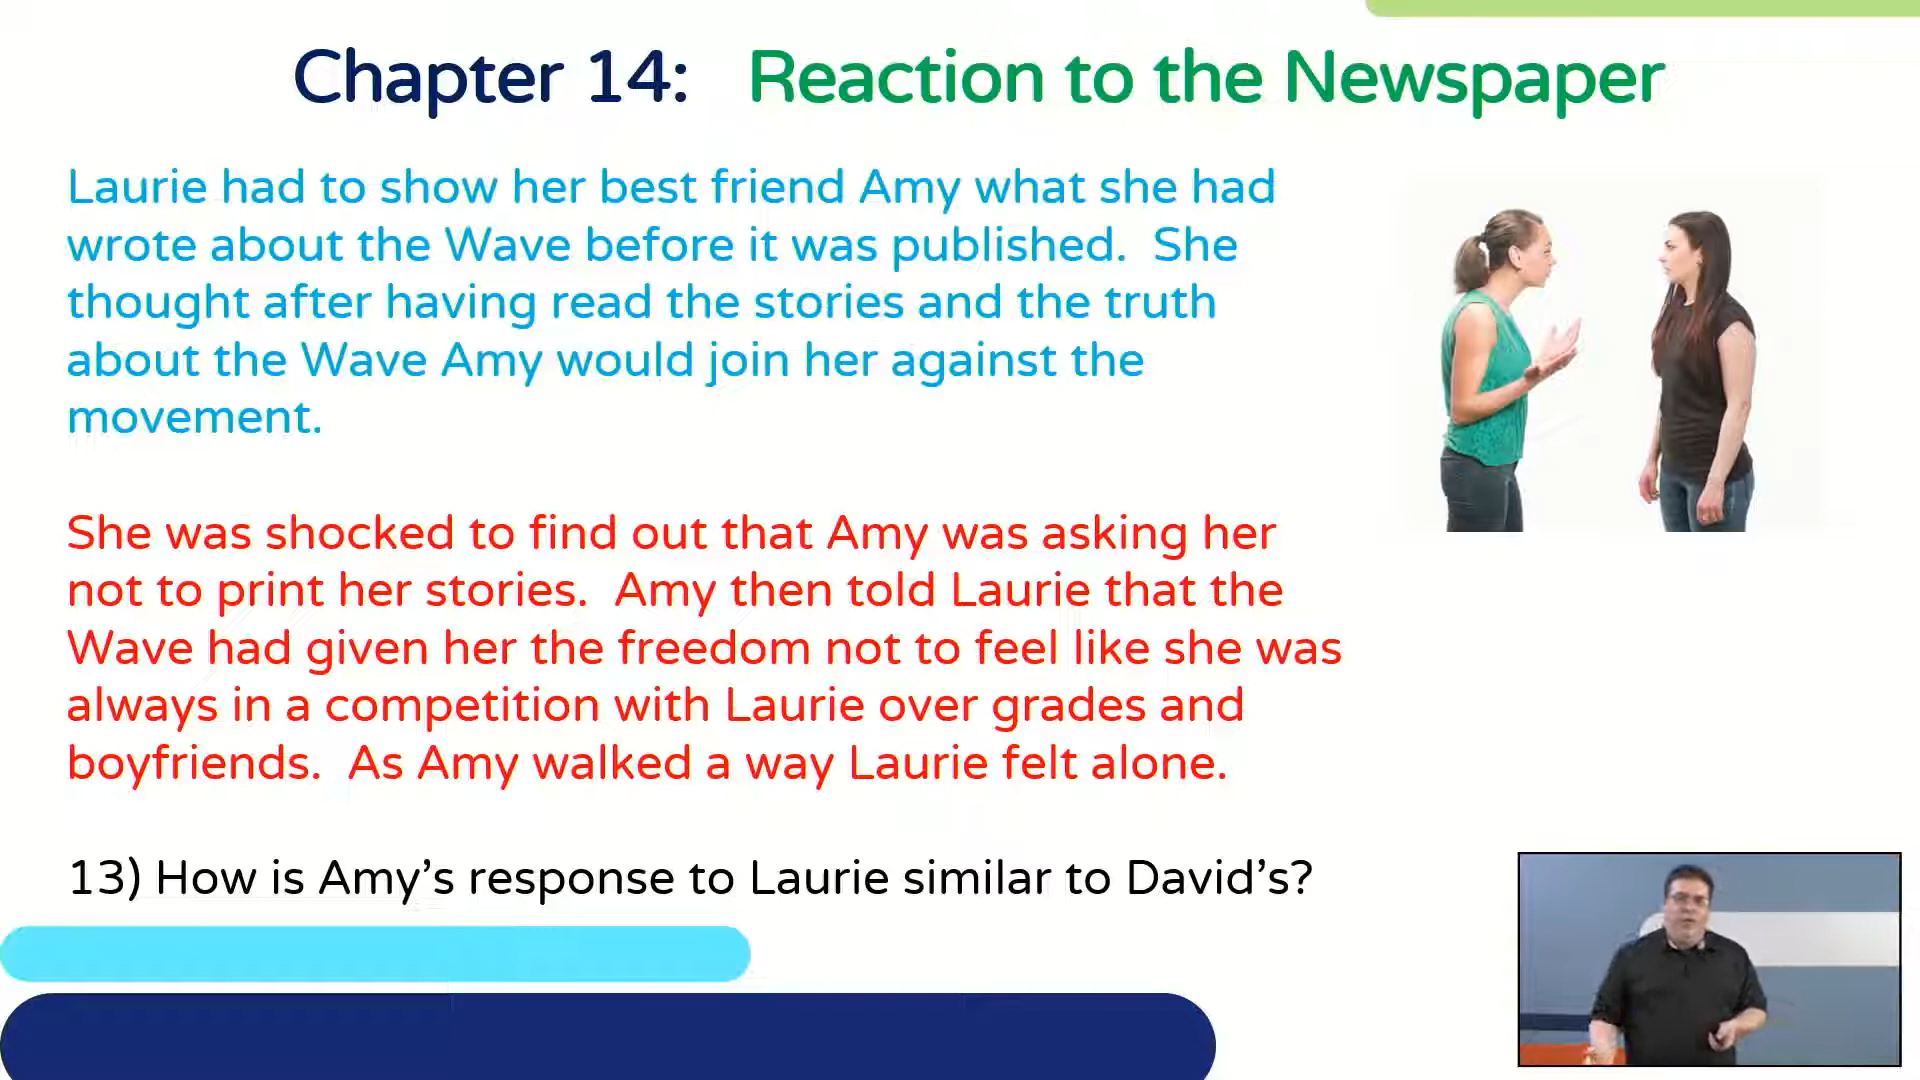 Chapter 14: Reaction to the Newspaper
Laurie had to show her best friend Amy what she had
wrote about the Wave before it was published. She
thought after having read the stories and the truth
about the Wave Amy would join her against the
movement.
She was shocked to find out that Amy was asking her
not to print her stories. Amy then told Laurie that the
Wave had given her the freedom not to feel like she was
always in a competition with Laurie over grades and
boyfriends. As Amy walked a way Laurie felt alone.
13) How is Amy’s response to Laurie similar to David’s?